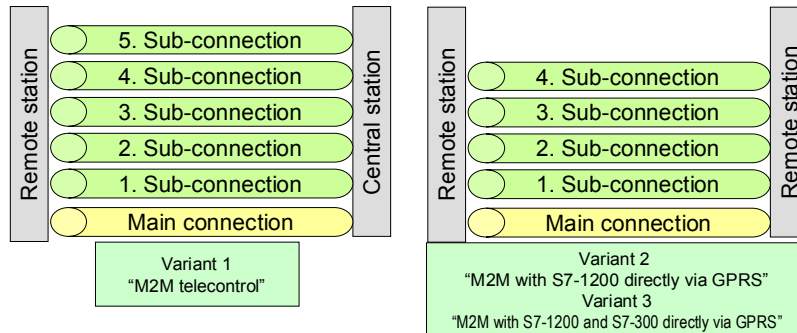 Remote station
5. Sub-connection
4. Sub-connection
3. Sub-connection
2. Sub-connection
1. Sub-connection
Main connection
Central station
Variant 1
“M2M telecontrol”
Remote station
4. Sub-connection
3. Sub-connection
2. Sub-connection
1. Sub-connection
Main connection
Remote station
Variant 2
“M2M with S7-1200 directly via GPRS”
Variant 3
“M2M with S7-1200 and S7-300 directly via GPRS”